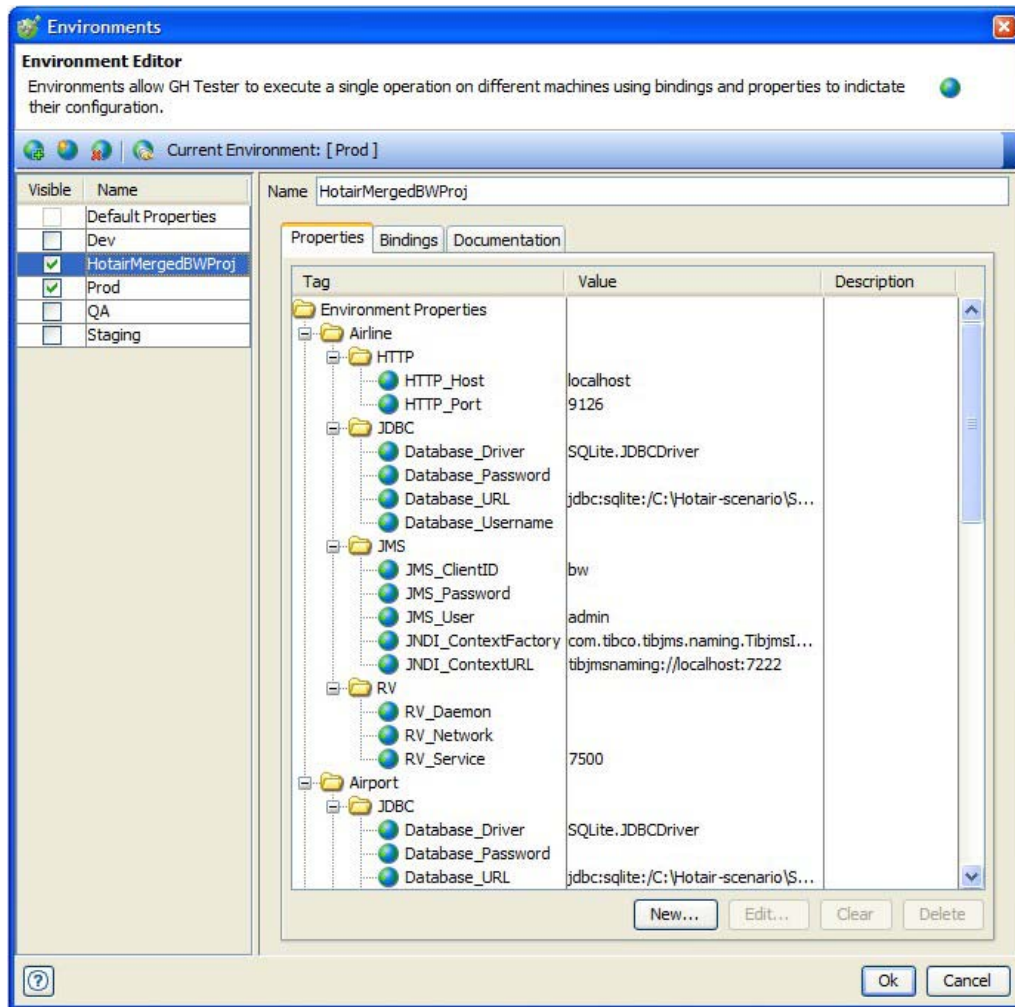 Environments
Environment Editor
Environments allow GH Tester to execute a single operation on different machines using bindings and properties to indictate
their configuration.
Current Environment: [ Prod ]
Visible Name
Default Properties
Dev
HotairMergedBWProj
Prod
QA
Staging
Name HotairMergedBWProj
Properties Bindings Documentation
Tag Value Description
Environment Properties
Airline
HTTP
HTTP_Host localhost
HTTP_Port 9126
JDBC
Database_Driver SQLite.JDBCDriver
Database_Password
Database_URL jdbc:sqlite:/C:\Hotair-scenario\S...
Database_Username
JMS
JMS_ClientID bw
JMS_Password
JMS_User admin
JNDI_ContextFactory com.tibco.tibjms.naming.TibjmsI...
JNDI_ContextURL tibjmsnaming://localhost:7222
RV
RV_Daemon
RV_Network
RV_Service 7500
Airport
JDBC
Database_Driver SQLite.JDBCDriver
Database_Password
Database_URL jdbc:sqlite:/C:\Hotair-scenario\S...
New... Edit... Clear Delete
? Ok Cancel